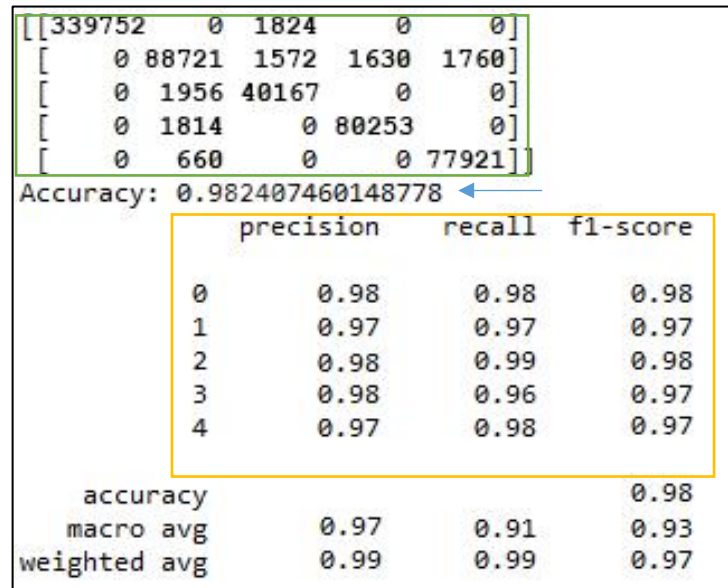 [[339752 0 1824 0 0]
[ 0 88721 1572 1630 1760]
[ 0 1956 40167 0 0]
[ 0 1814 0 80253 0]
[ 0 660 0 0 77921]]
Accuracy: 0.982407460148778
precision recall f1-score
0 0.98 0.98 0.98
1 0.97 0.97 0.97
2 0.98 0.99 0.98
3 0.98 0.96 0.97
4 0.97 0.98 0.97
accuracy 0.98
macro avg 0.97 0.91 0.93
weighted avg 0.99 0.99 0.97